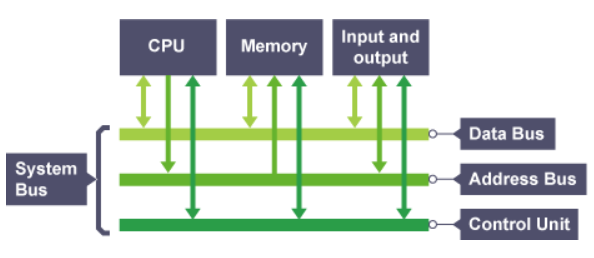 CPU
Memory
Input and
output
Data Bus
System
Bus
Address Bus
Control Unit